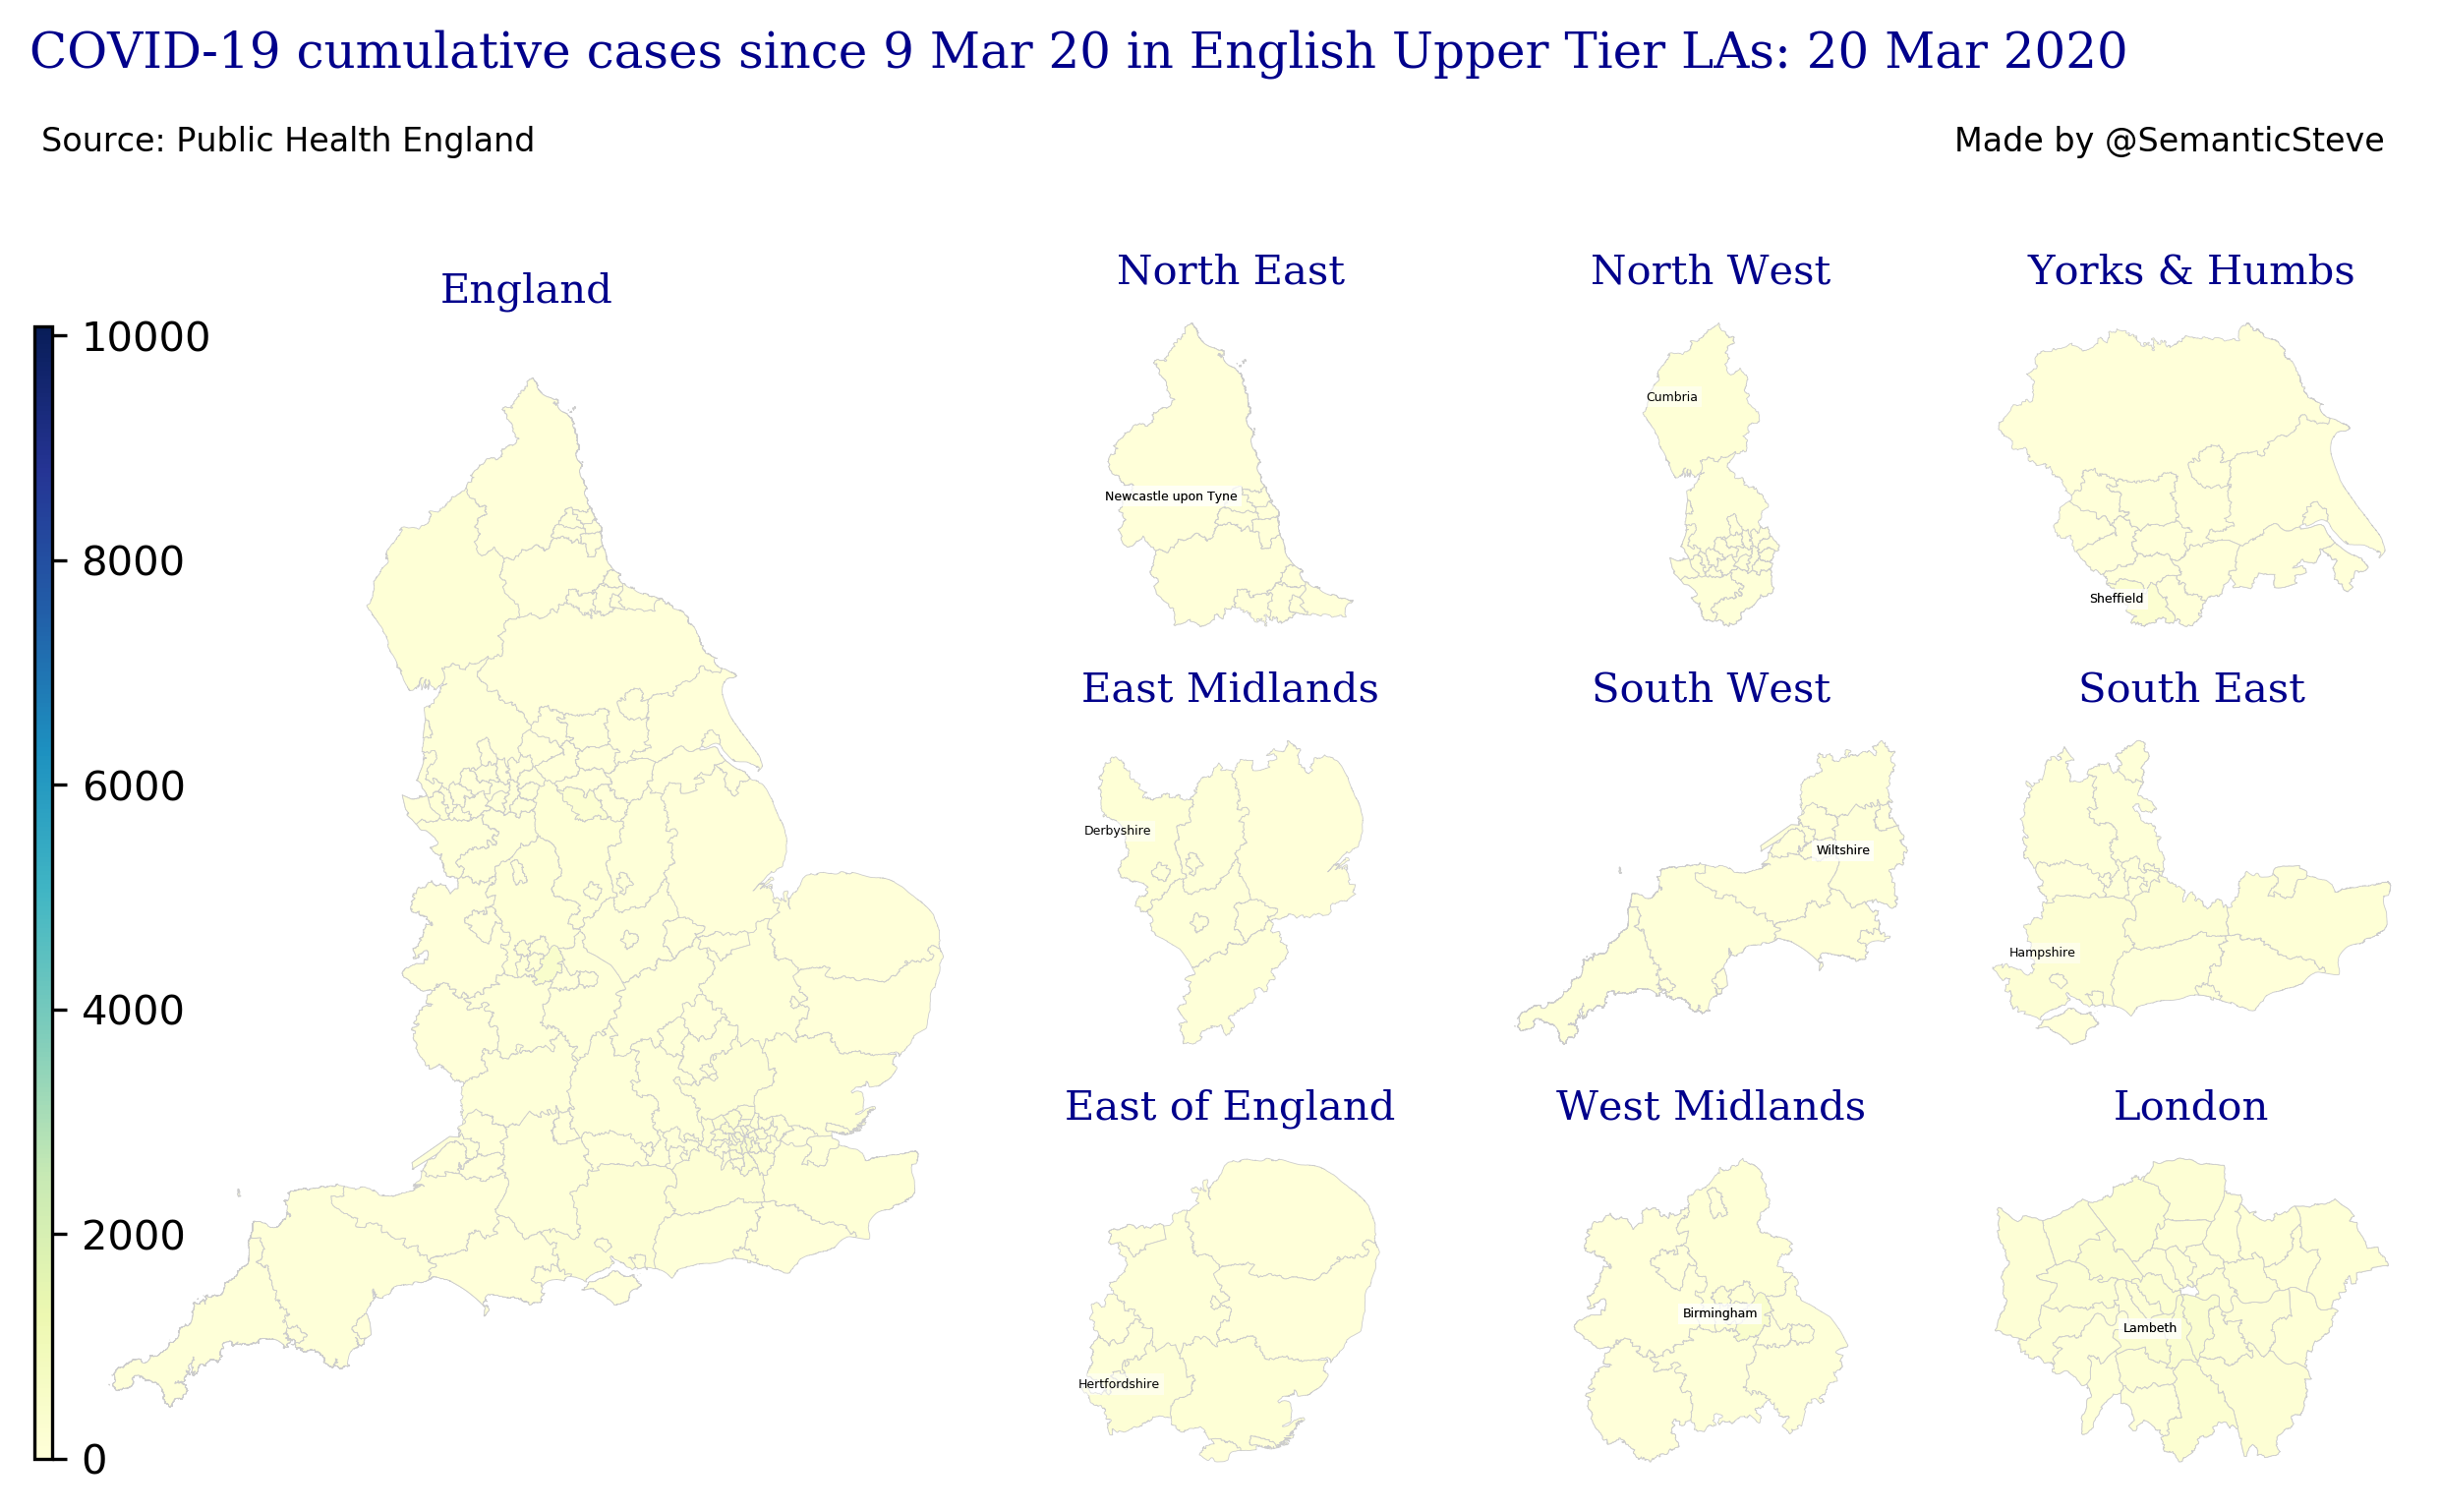 COVID-19 cumulative cases since 9 Mar 20 in English Upper Tier LAs: 20 Mar 2020
Source: Public Health England
Made by @SemanticSteve
England
10000
8000
6000
4000
2000
0
North East
Newcastle upon Tyne
North West
Cumbria
Yorks & Humbs
Sheffield
East Midlands
Derbyshire
South West
Wiltshire
South East
Hampshire
East of England
Hertfordshire
West Midlands
Birmingham
London
Lambeth